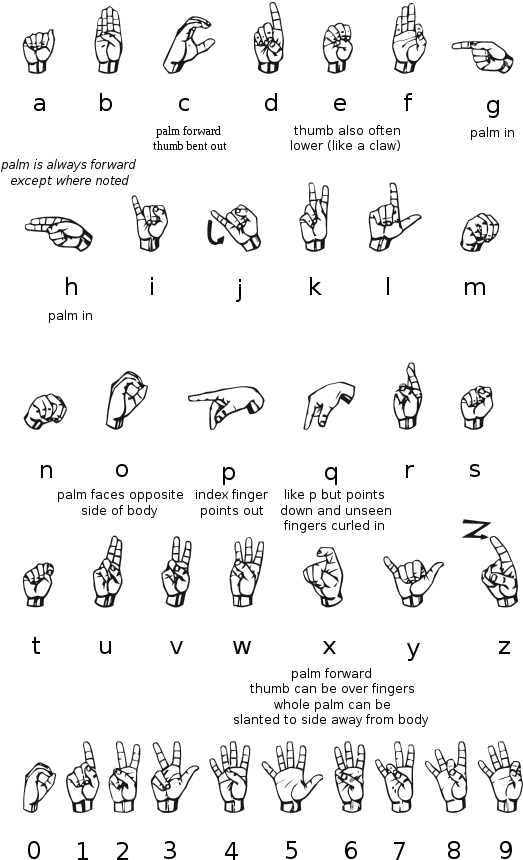 a b c d e f g
palm forward
thumb bent out
thumb also often
lower (like a claw)
palm in
palm is always forward
except where noted
h i j k l m
palm in
n o p q r s
palm faces opposite
side of body
index finger
points out
like p but points
down and unseen
fingers curled in
t u v w x y z
palm forward
thumb can be over fingers
whole palm can be
slanted to side away from body
0 1 2 3 4 5 6 7 8 9